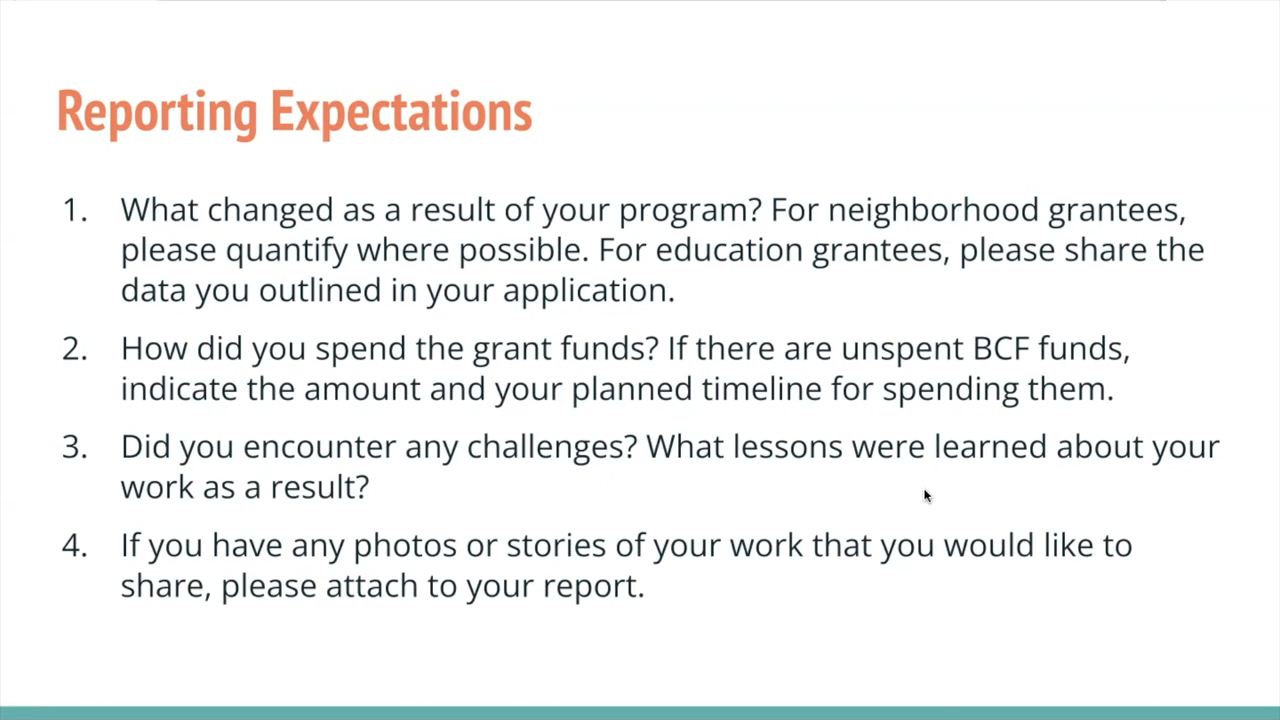 Reporting Expectations
1. What changed as a result of your program? For neighborhood grantees,
please quantify where possible. For education grantees, please share the
data you outlined in your application.
2. How did you spend the grant funds? If there are unspent BCF funds,
indicate the amount and your planned timeline for spending them.
3. Did you encounter any challenges? What lessons were learned about your
work as a result?
4. If you have any photos or stories of your work that you would like to
share, please attach to your report.